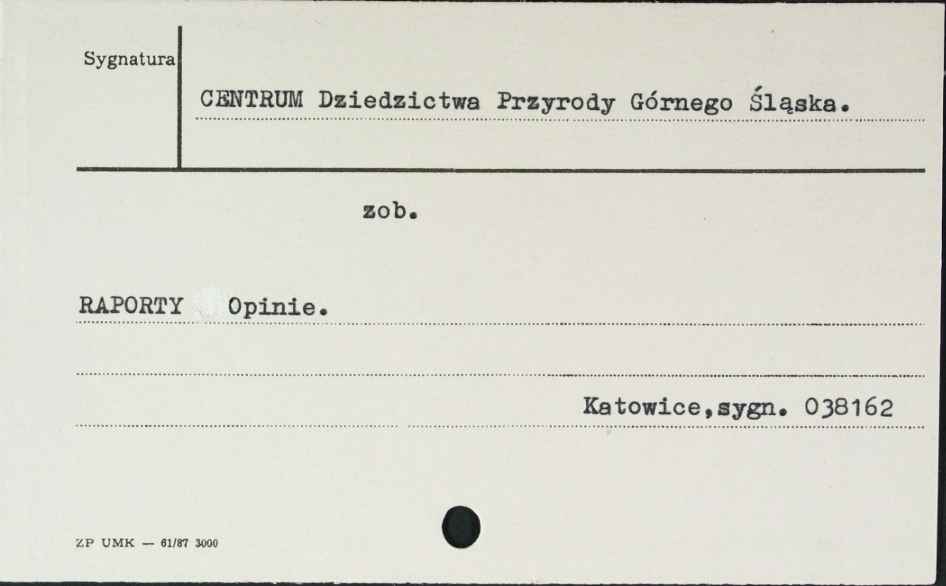 Sygnatura
CENTRUM Dziedzictwa Przyrody Górnego Śląska.
zob.
RAPORTY Opinie.
Katowice,sygn. 038162
ZP UMK — 61/87 3000